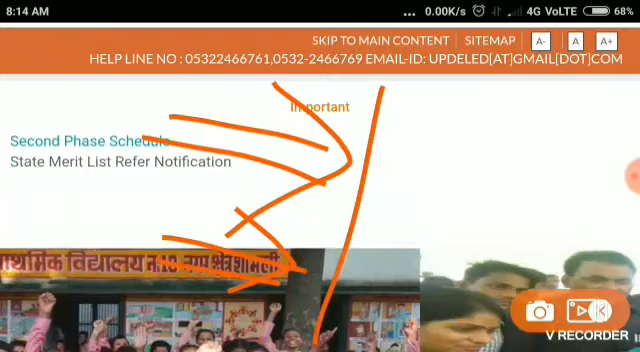 8:14 AM ... 0.00K/s 4G VoLTE 68%
SKIP TO MAIN CONTENT SITEMAP A- A A+
HELP LINE NO : 05322466761,0532-2466769 EMAIL-ID: UPDELED[AT]GMAIL[DOT]COM
Important
Second Phase Schedule
State Merit List Refer Notification
विद्यालय
V RECORDER